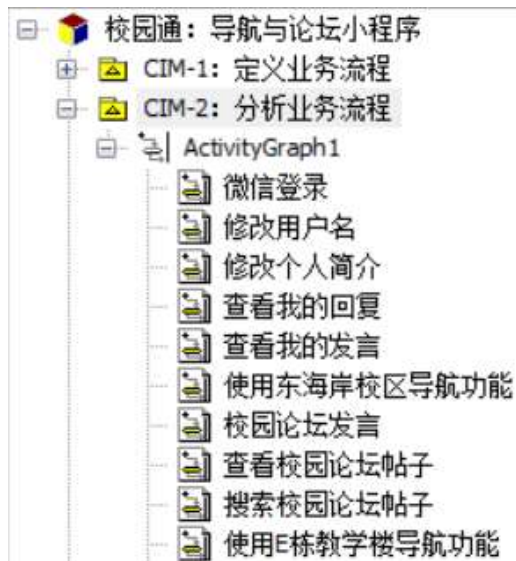 校园通：导航与论坛小程序
CIM-1：定义业务流程
CIM-2：分析业务流程
ActivityGraph1
微信登录
修改用户名
修改个人简介
查看我的回复
查看我的发言
使用东海岸校区导航功能
校园论坛发言
查看校园论坛帖子
搜索校园论坛帖子
使用E栋教学楼导航功能